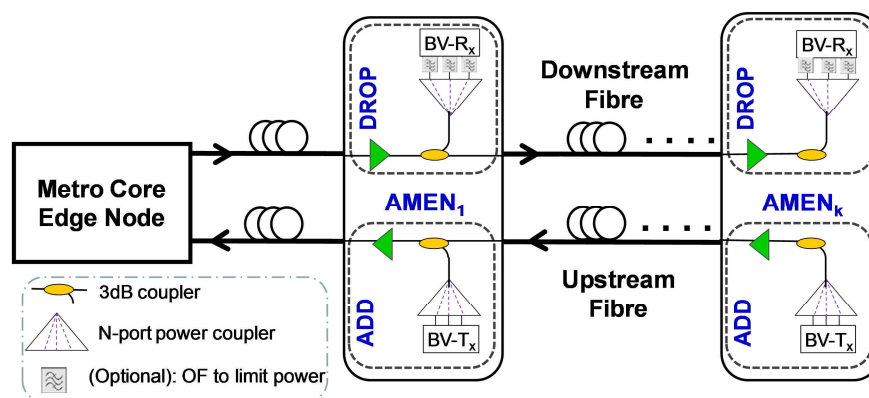 BV-Rx
DROP
Downstream
Fibre
BV-Rx
DROP
Metro Core
Edge Node
AMEN1
AMENk
ADD
BV-Tx
Upstream
Fibre
ADD
BV-Tx
3dB coupler
N-port power coupler
(Optional): OF to limit power